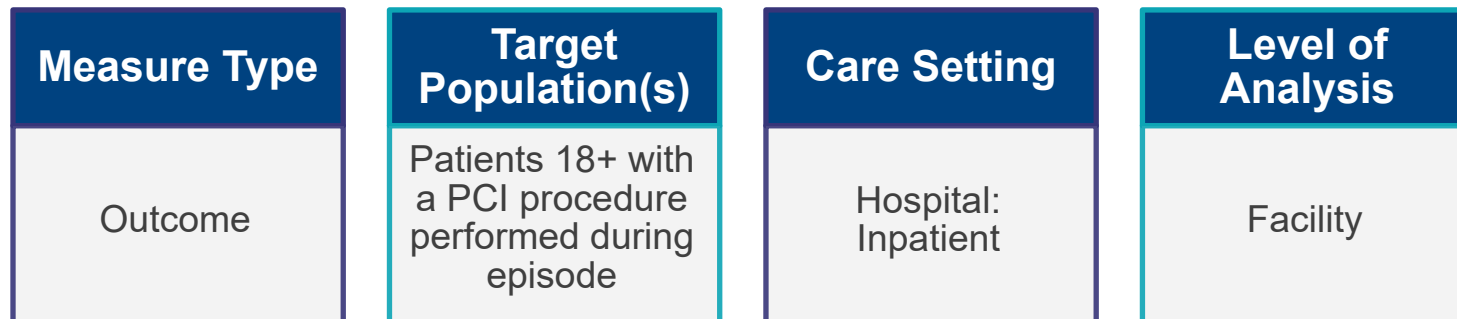 Measure Type
Outcome
Target
Population(s)
Patients 18+ with
a PCI procedure
performed during
episode
Care Setting
Hospital:
Inpatient
Level of
Analysis
Facility